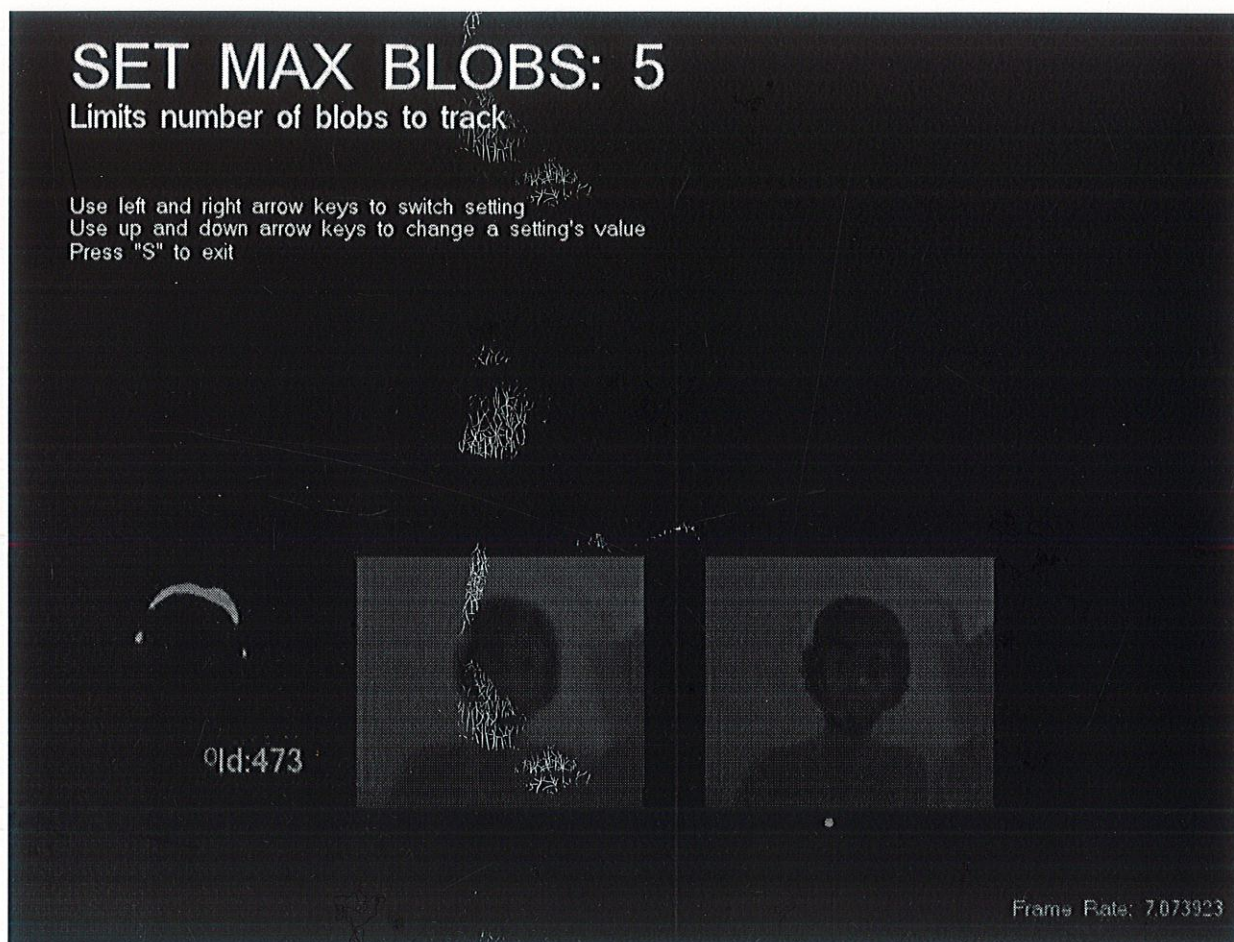 SET MAX BLOBS: 5
Limits number of blobs to track
Use left and right arrow keys to switch setting
Use up and down arrow keys to change a setting's value
Press "S" to exit
Id:473
Frame Rate: 7.073923